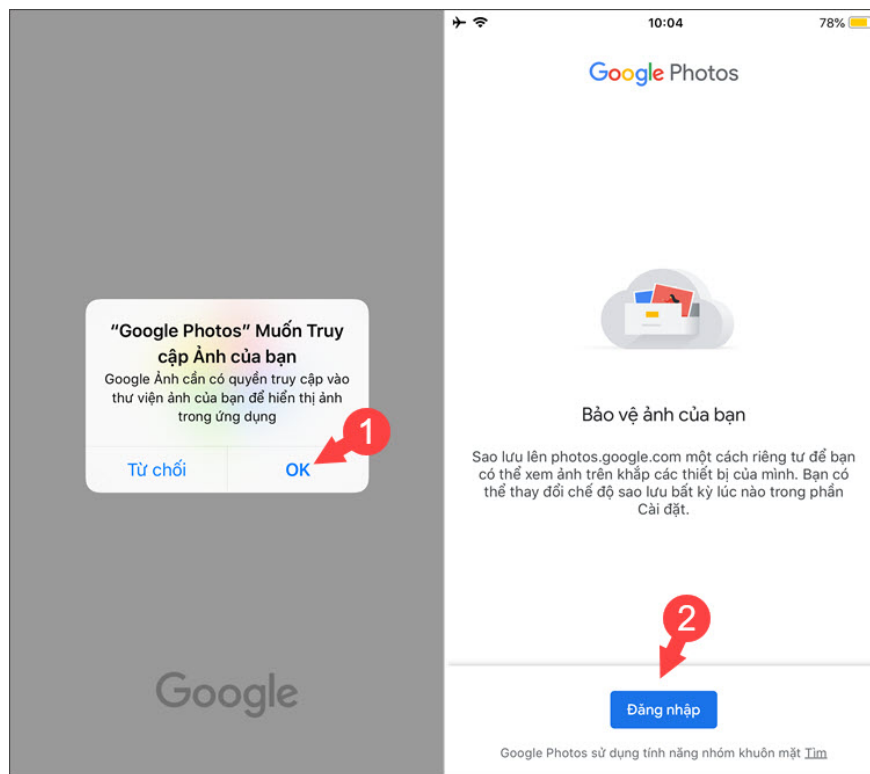 "Google Photos" Muốn Truy
cập Ảnh của bạn
Google Ảnh cần có quyền truy cập vào
thư viện ảnh của bạn để hiển thị ảnh
trong ứng dụng
1
Từ chối
OK
Google
10:04
78%
Google Photos
Bảo vệ ảnh của bạn
Sao lưu lên photos.google.com một cách riêng tư để bạn
có thể xem ảnh trên khắp các thiết bị của mình. Bạn có
thể thay đổi chế độ sao lưu bất kỳ lúc nào trong phần
Cài đặt.
2
Đăng nhập
Google Photos sử dụng tính năng nhóm khuôn mặt Tìm